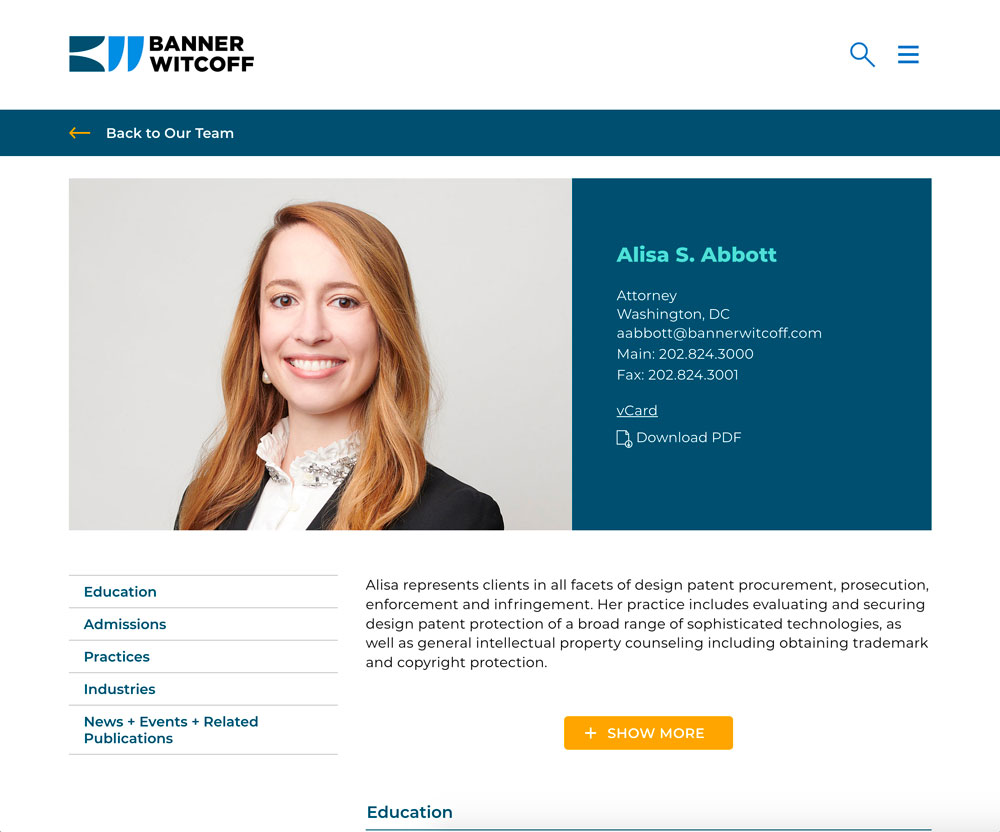 BANNER
WITCOFF
Back to Our Team
Alisa S. Abbott
Attorney
Washington, DC
aabbott@bannerwitcoff.com
Main: 202.824.3000
Fax: 202.824.3001
vCard
Download PDF
Education
Admissions
Practices
Industries
News + Events + Related
Publications
Alisa represents clients in all facets of design patent procurement, prosecution,
enforcement and infringement. Her practice includes evaluating and securing
design patent protection of a broad range of sophisticated technologies, as
well as general intellectual property counseling including obtaining trademark
and copyright protection.
+ SHOW MORE
Education